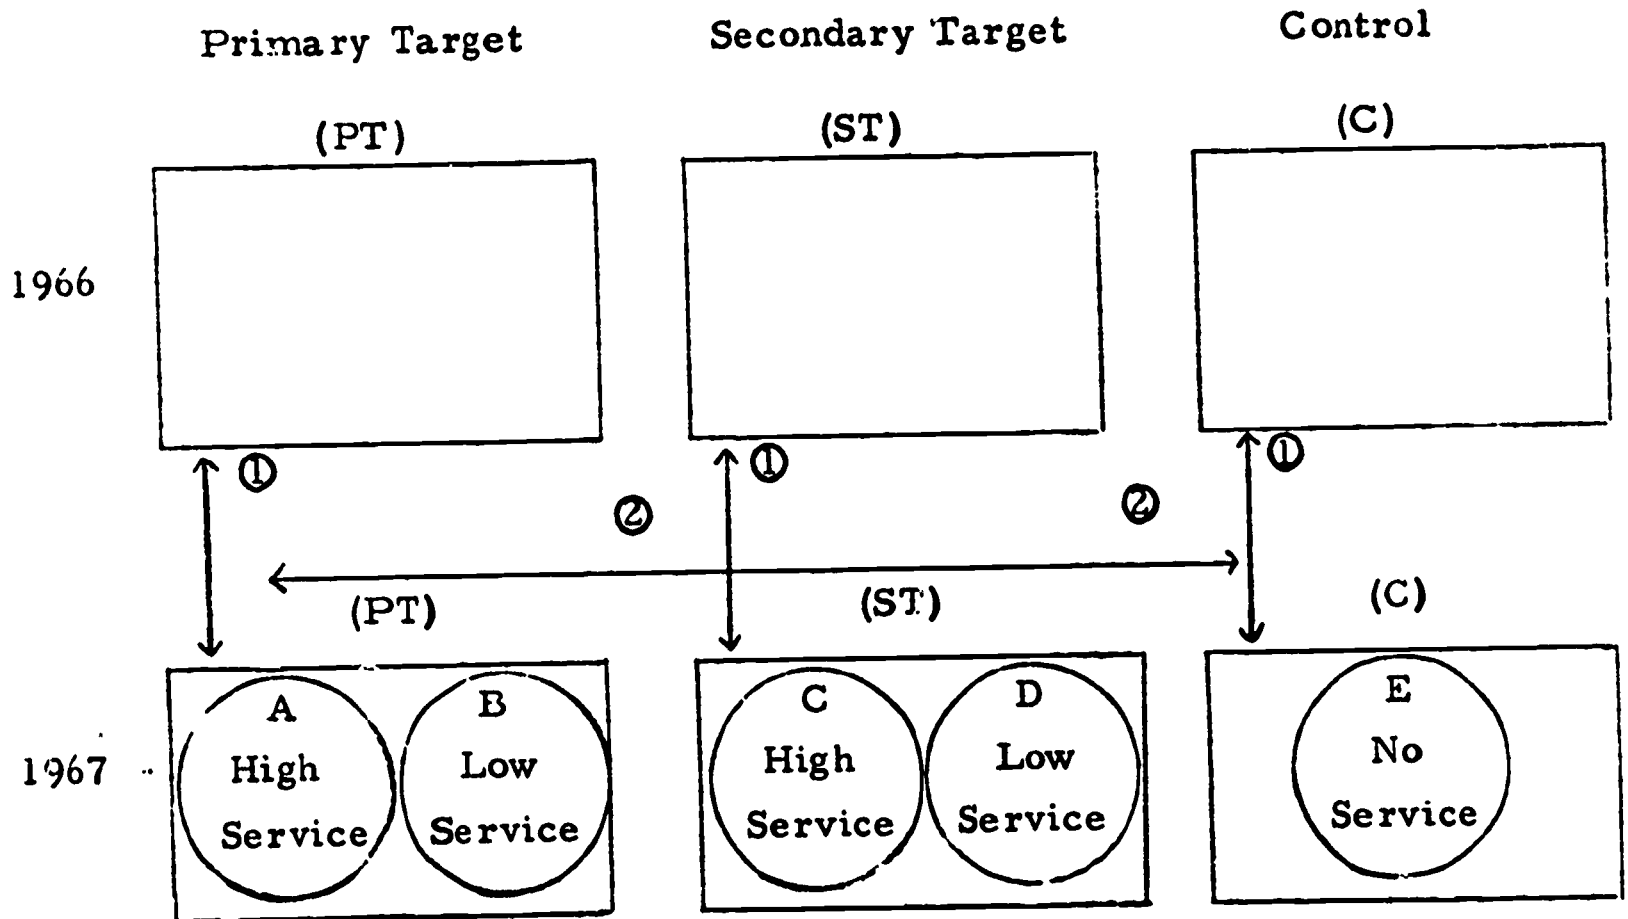 Primary Target Secondary Target Control
(PT) (ST) (C)
1966
① ① ①
② ②
(PT) (ST) (C)
A B C D E
High Low High Low No
1967
Service Service Service Service Service